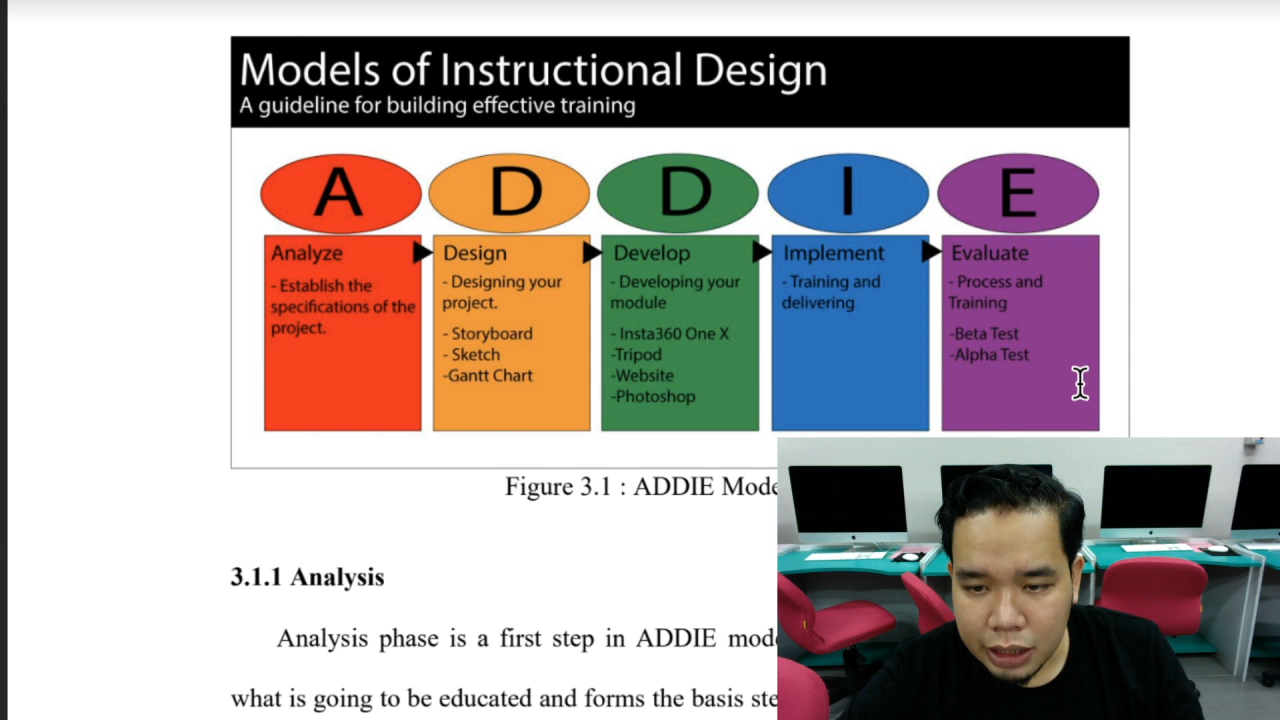 Models of Instructional Design
A guideline for building effective training
A
D
D
I
E
Analyze
- Establish the
specifications of the
project.
Design
- Designing your
project.
- Storyboard
- Sketch
-Gantt Chart
Develop
- Developing your
module
- Insta360 One X
-Tripod
-Website
-Photoshop
Implement
- Training and
delivering
Evaluate
- Process and
Training
-Beta Test
-Alpha Test
Figure 3.1 : ADDIE Mode
3.1.1 Analysis
Analysis phase is a first step in ADDIE mod
what is going to be educated and forms the basis ste